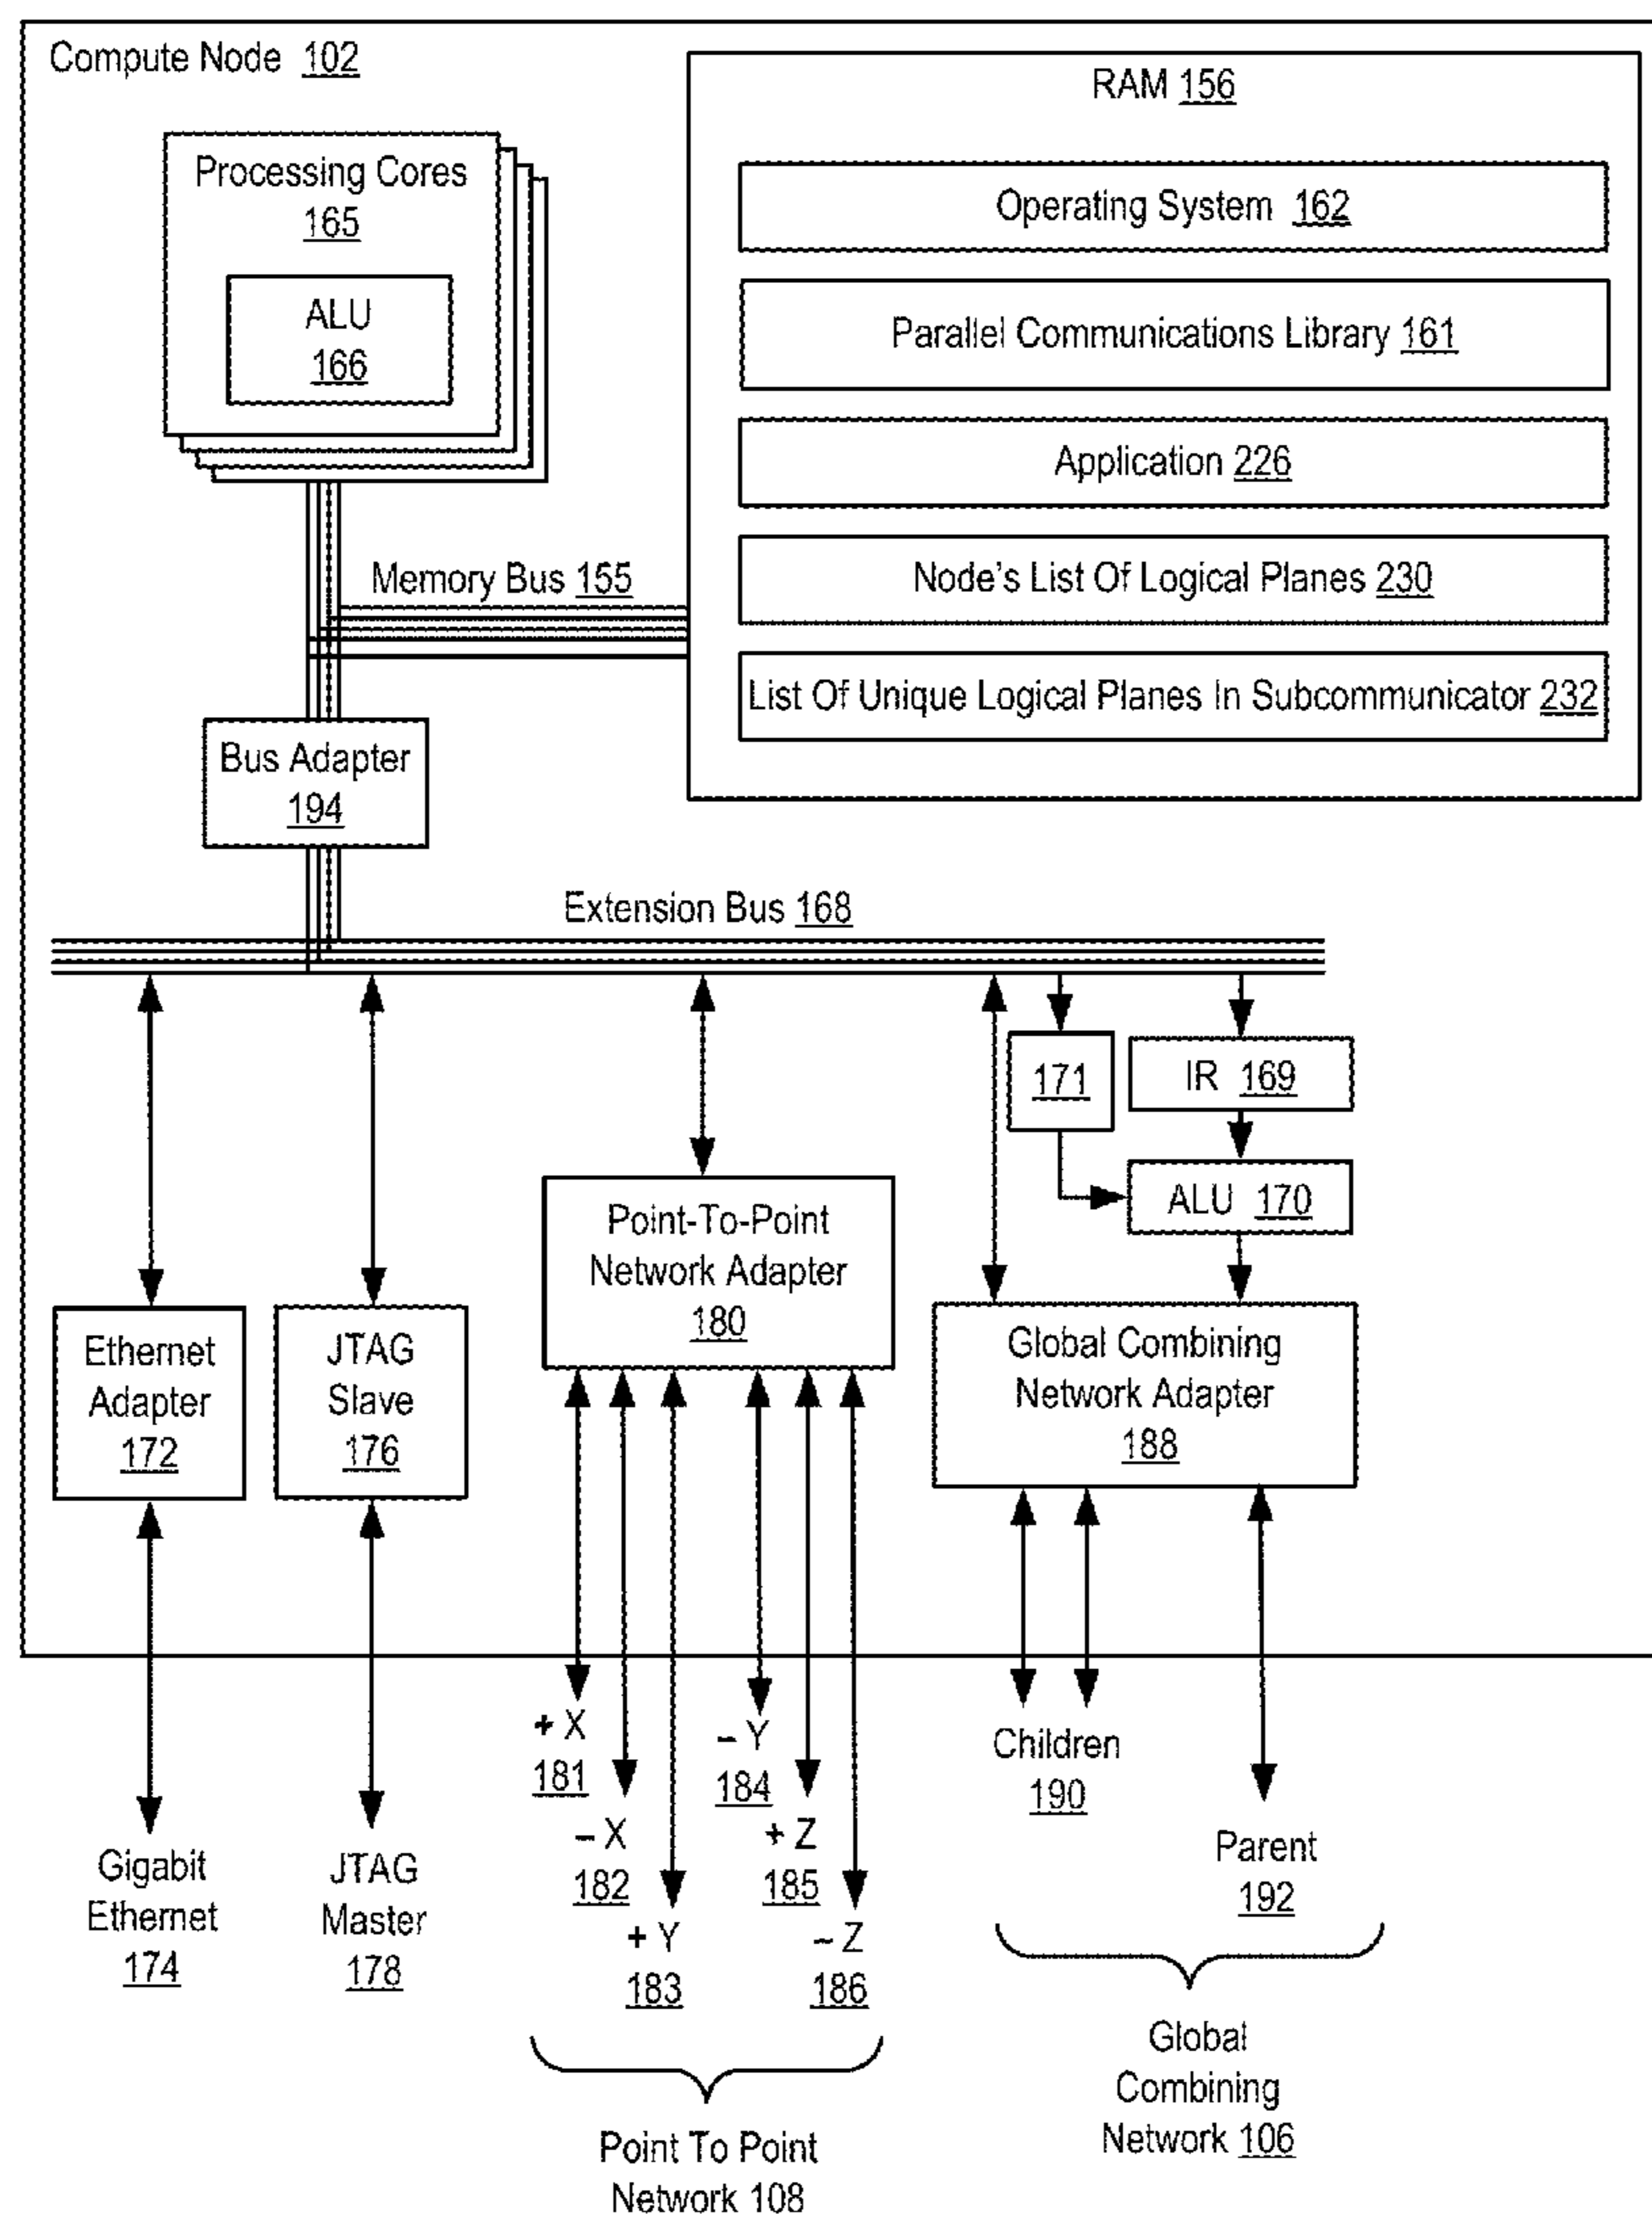 Compute Node 102
RAM 156
Processing Cores
165
ALU
166
Operating System 162
Parallel Communications Library 161
Application 226
Node's List Of Logical Planes 230
List Of Unique Logical Planes In Subcommunicator 232
Memory Bus 155
Bus Adapter
194
Extension Bus 168
171
IR 169
ALU 170
Point-To-Point
Network Adapter
180
Ethernet
Adapter
172
JTAG
Slave
176
Global Combining
Network Adapter
188
+ X
181
– X
182
+ Y
183
– Y
184
+ Z
185
– Z
186
Children
190
Parent
192
Gigabit
Ethernet
174
JTAG
Master
178
Point To Point
Network 108
Global
Combining
Network 106